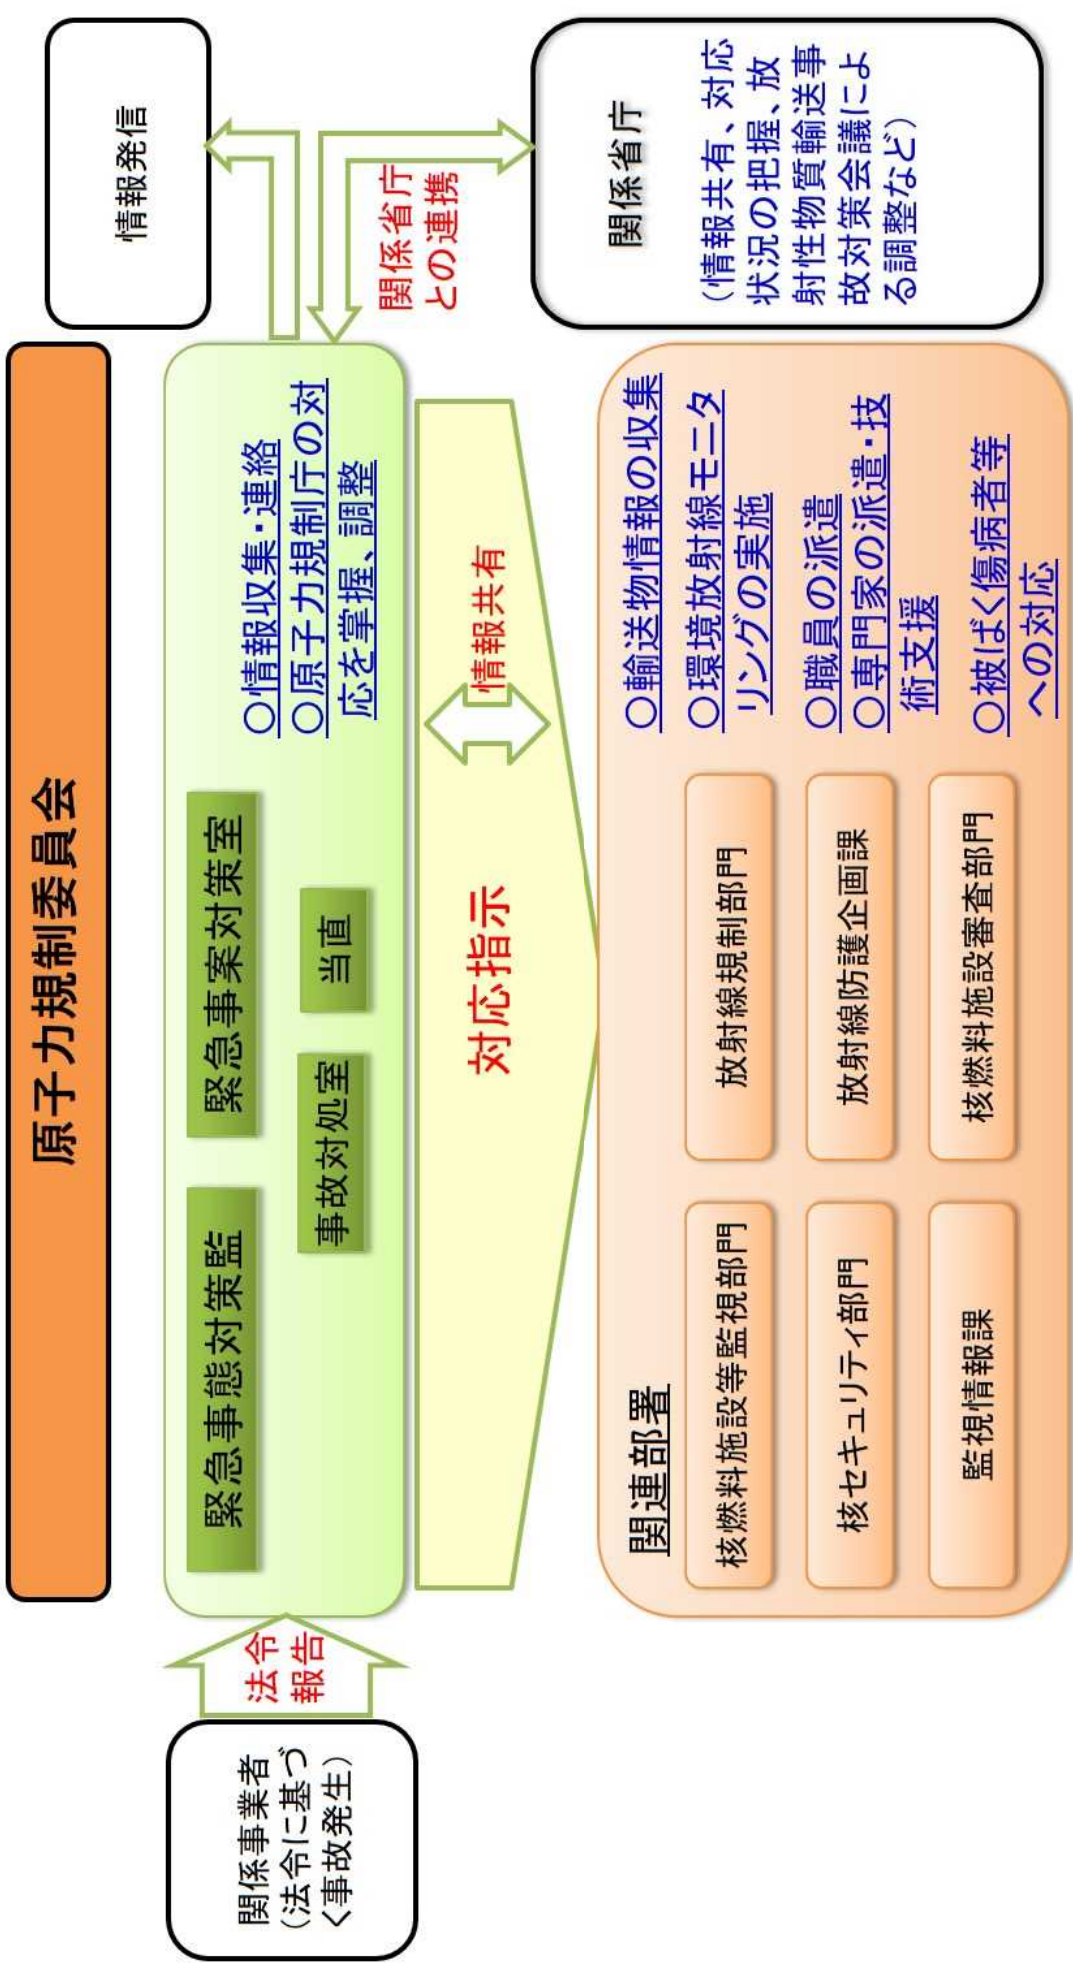 原子力規制委員会
関係事業者
（法令に基づ
く事故発生）
法令
報告
緊急事態対策監
緊急事案対策室
事故対処室
当直
○情報収集・連絡
○原子力規制庁の対
応を掌握、調整
情報発信
関係省庁
との連携
関係省庁
（情報共有、対応
状況の把握、放
射性物質輸送事
故対策会議によ
る調整など）
対応指示
情報共有
関連部署
核燃料施設等監視部門
放射線規制部門
核セキュリティ部門
放射線防護企画課
監視情報課
核燃料施設審査部門
○輸送物情報の収集
○環境放射線モニタ
リングの実施
○職員の派遣
○専門家の派遣・技
術支援
○被ばく傷病者等
への対応